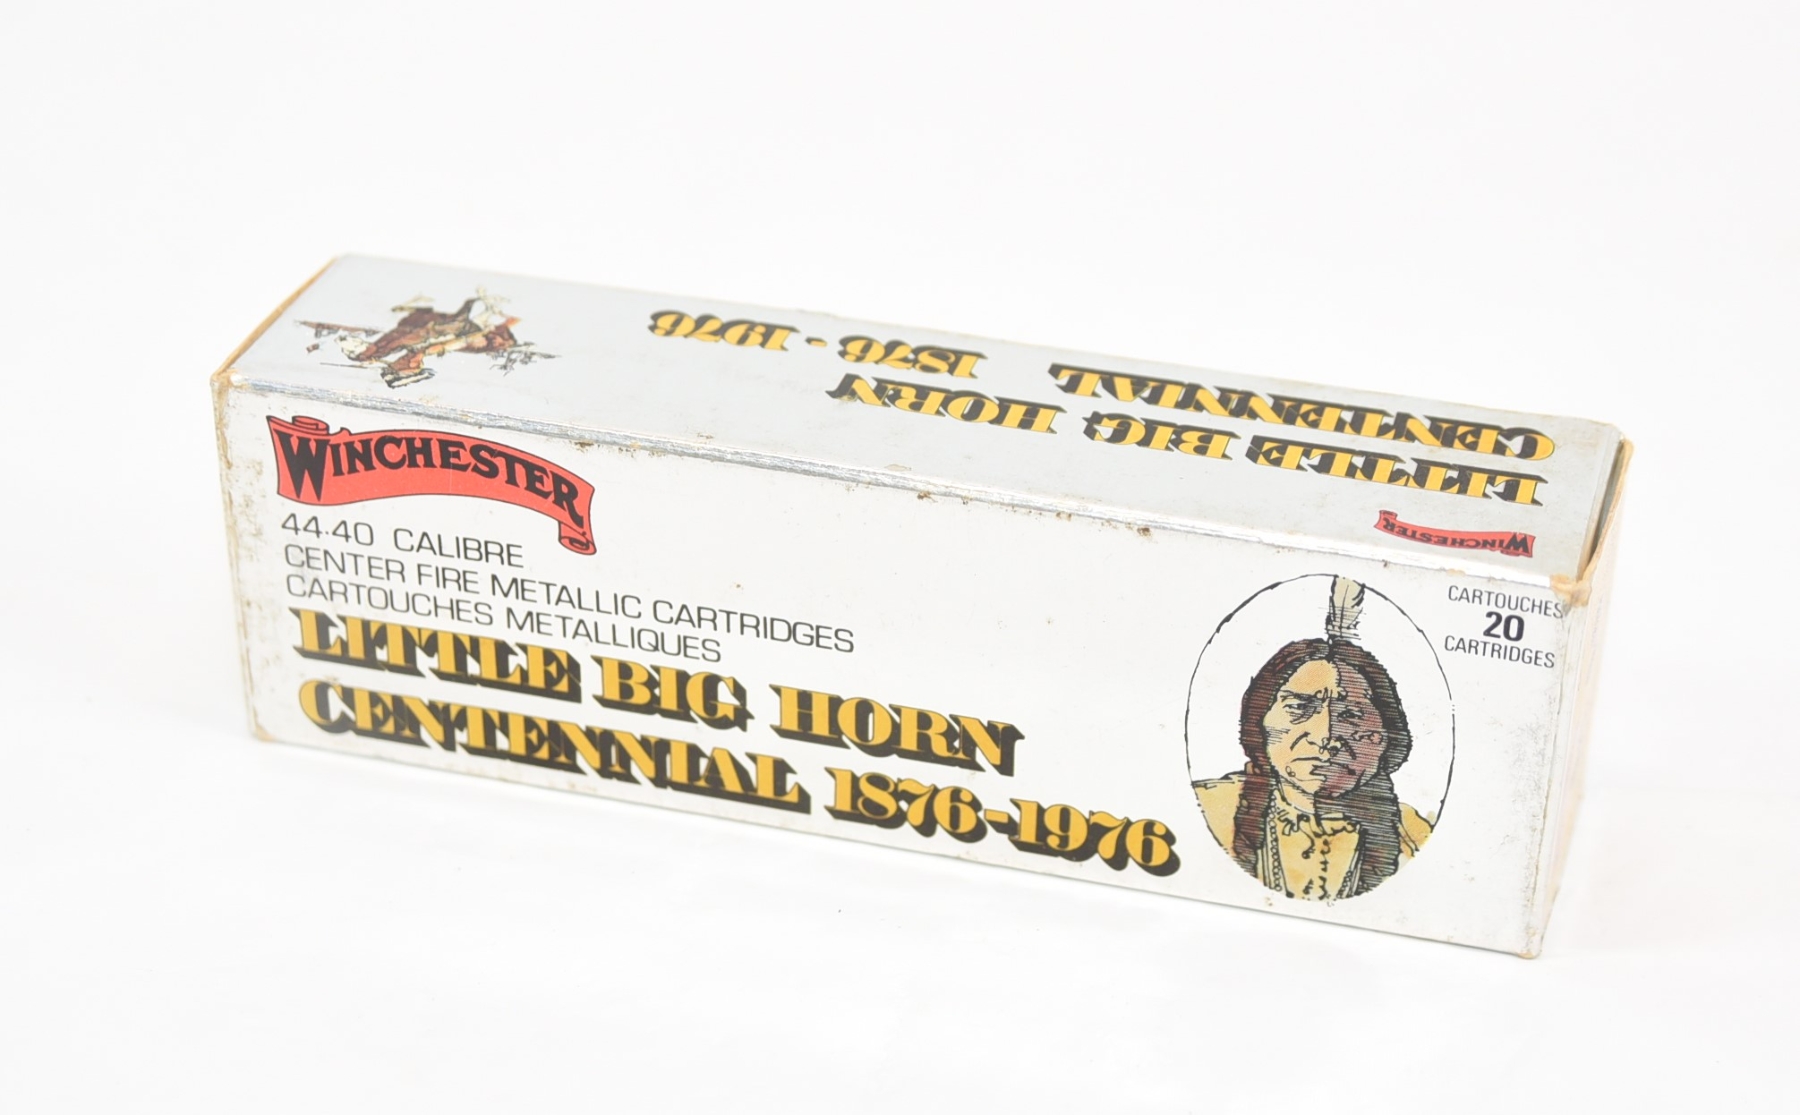 LITTLE BIG HORN
CENTENNIAL
1876 - 1976
WINCHESTER
WINCHESTER
44-40 CALIBRE
CENTER FIRE METALLIC CARTRIDGES
CARTOUCHES METALLIQUES
LITTLE BIG HORN
CENTENNIAL 1876-1976
CARTOUCHES
20
CARTRIDGES